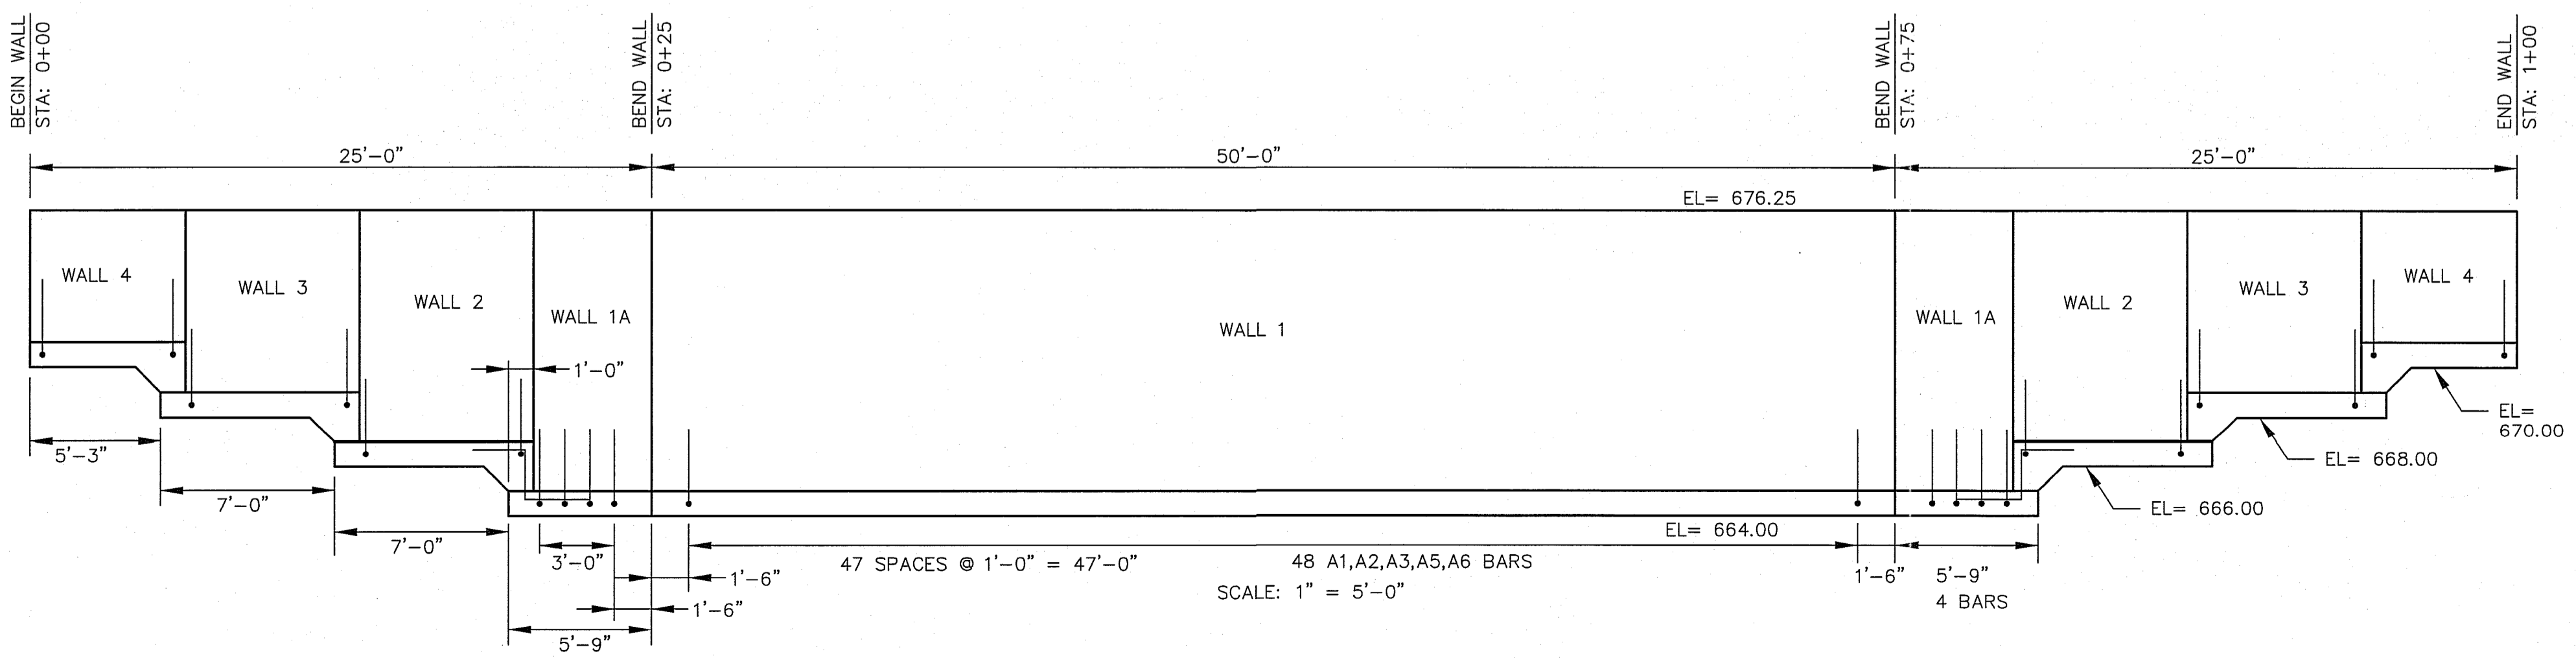 BEGIN WALL
STA: 0+00
BEND WALL
STA: 0+25
BEND WALL
STA: 0+75
END WALL
STA: 1+00
25'-0"
50'-0"
25'-0"
EL= 676.25
WALL 4
WALL 3
WALL 2
WALL 1A
WALL 1
WALL 1A
WALL 2
WALL 3
WALL 4
1'-0"
5'-3"
7'-0"
7'-0"
3'-0"
1'-6"
1'-6"
5'-9"
47 SPACES @ 1'-0" = 47'-0"
48 A1,A2,A3,A5,A6 BARS
SCALE: 1" = 5'-0"
EL= 664.00
1'-6"
5'-9"
4 BARS
EL= 666.00
EL= 668.00
EL=
670.00